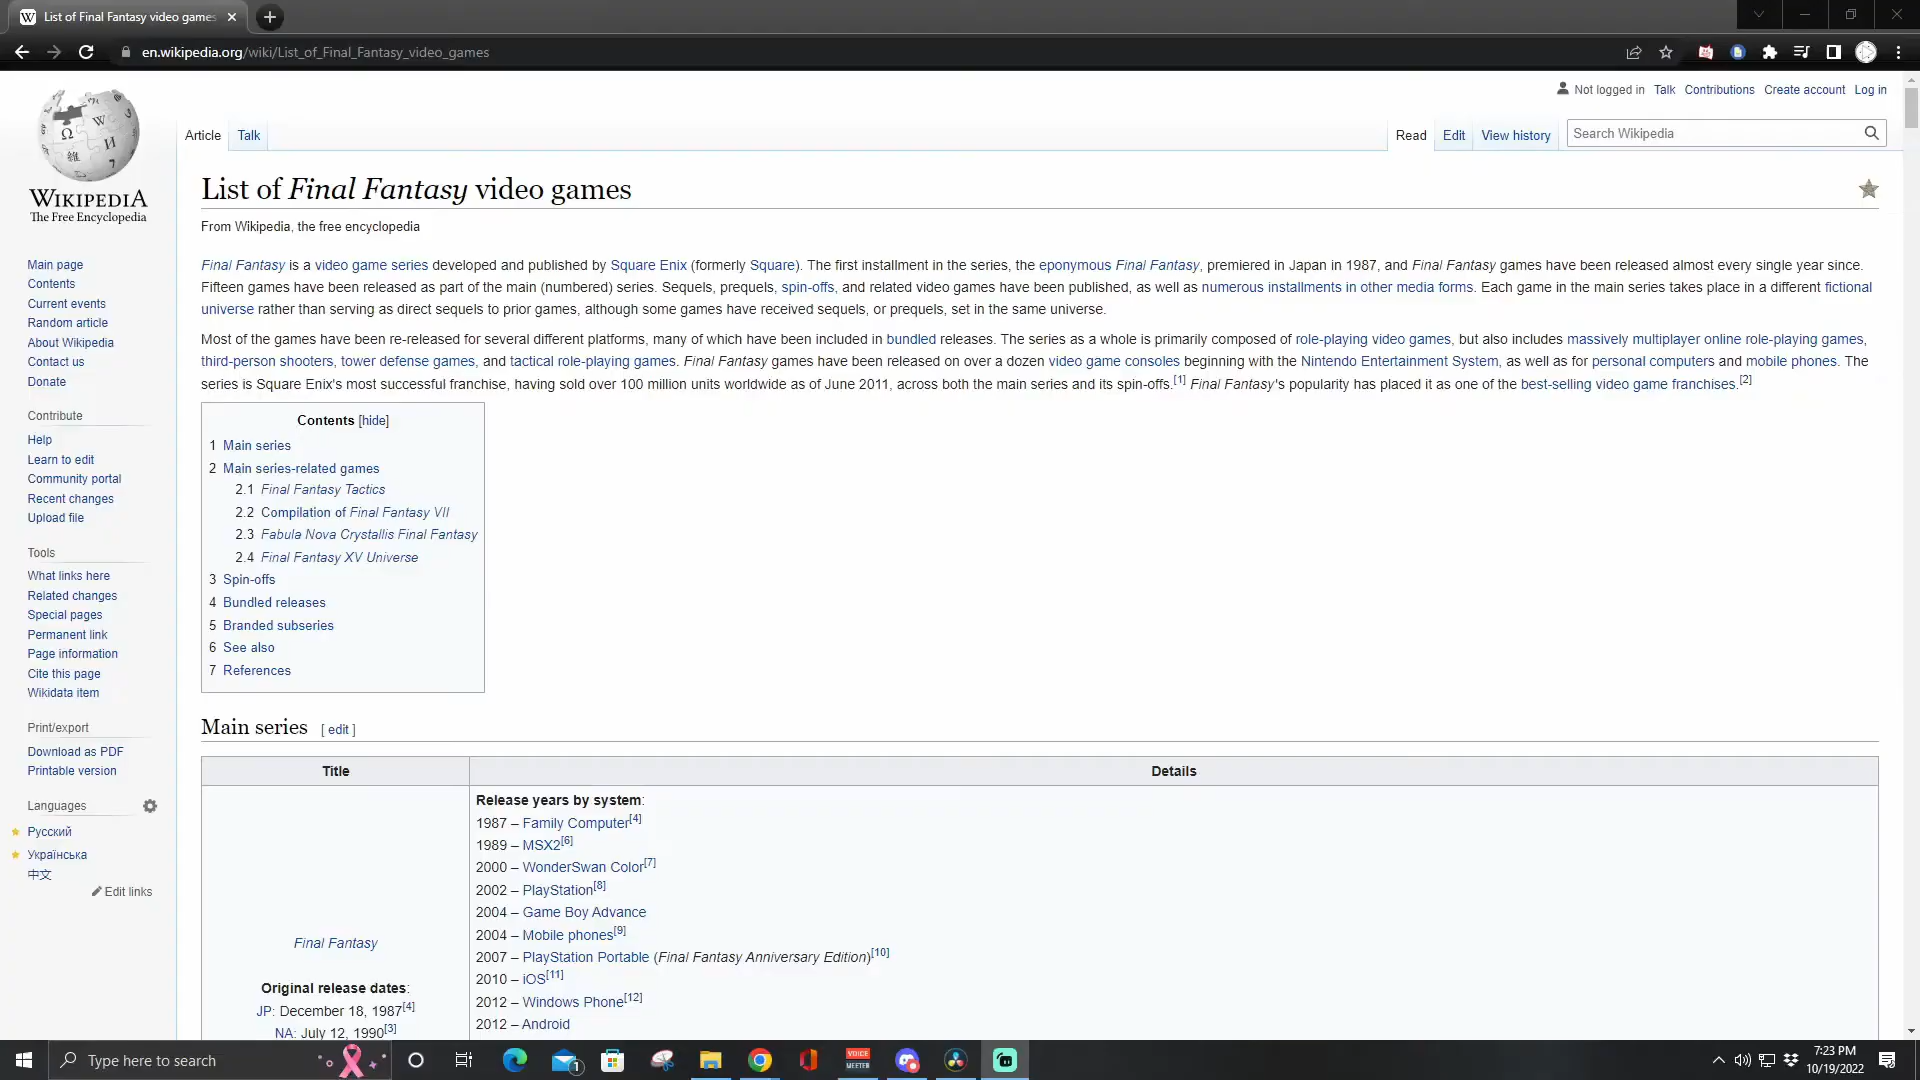 List of Final Fantasy video games
en.wikipedia.org/wiki/List_of_Final_Fantasy_video_games
Not logged in Talk Contributions Create account Log in
Article Talk
Read Edit View history Search Wikipedia
WIKIPEDIA
The Free Encyclopedia
Main page
Contents
Current events
Random article
About Wikipedia
Contact us
Donate
Contribute
Help
Learn to edit
Community portal
Recent changes
Upload file
Tools
What links here
Related changes
Special pages
Permanent link
Page information
Cite this page
Wikidata item
Print/export
Download as PDF
Printable version
Languages
Русский
Українська
中文
Edit links
List of Final Fantasy video games
From Wikipedia, the free encyclopedia
Final Fantasy is a video game series developed and published by Square Enix (formerly Square). The first installment in the series, the eponymous Final Fantasy, premiered in Japan in 1987, and Final Fantasy games have been released almost every single year since.
Fifteen games have been released as part of the main (numbered) series. Sequels, prequels, spin-offs, and related video games have been published, as well as numerous installments in other media forms. Each game in the main series takes place in a different fictional
universe rather than serving as direct sequels to prior games, although some games have received sequels, or prequels, set in the same universe.
Most of the games have been re-released for several different platforms, many of which have been included in bundled releases. The series as a whole is primarily composed of role-playing video games, but also includes massively multiplayer online role-playing games,
third-person shooters, tower defense games, and tactical role-playing games. Final Fantasy games have been released on over a dozen video game consoles beginning with the Nintendo Entertainment System, as well as for personal computers and mobile phones. The
series is Square Enix's most successful franchise, having sold over 100 million units worldwide as of June 2011, across both the main series and its spin-offs.[1] Final Fantasy's popularity has placed it as one of the best-selling video game franchises.[2]
Contents [hide]
1 Main series
2 Main series-related games
2.1 Final Fantasy Tactics
2.2 Compilation of Final Fantasy VII
2.3 Fabula Nova Crystallis Final Fantasy
2.4 Final Fantasy XV Universe
3 Spin-offs
4 Bundled releases
5 Branded subseries
6 See also
7 References
Main series [ edit ]
Title Details
Final Fantasy
Original release dates:
JP: December 18, 1987[4]
NA: July 12, 1990[3]
Release years by system:
1987 – Family Computer[4]
1989 – MSX2[6]
2000 – WonderSwan Color[7]
2002 – PlayStation[8]
2004 – Game Boy Advance
2004 – Mobile phones[9]
2007 – PlayStation Portable (Final Fantasy Anniversary Edition)[10]
2010 – iOS[11]
2012 – Windows Phone[12]
2012 – Android
Type here to search
1
VOICE
MEETER
7:23 PM
10/19/2022